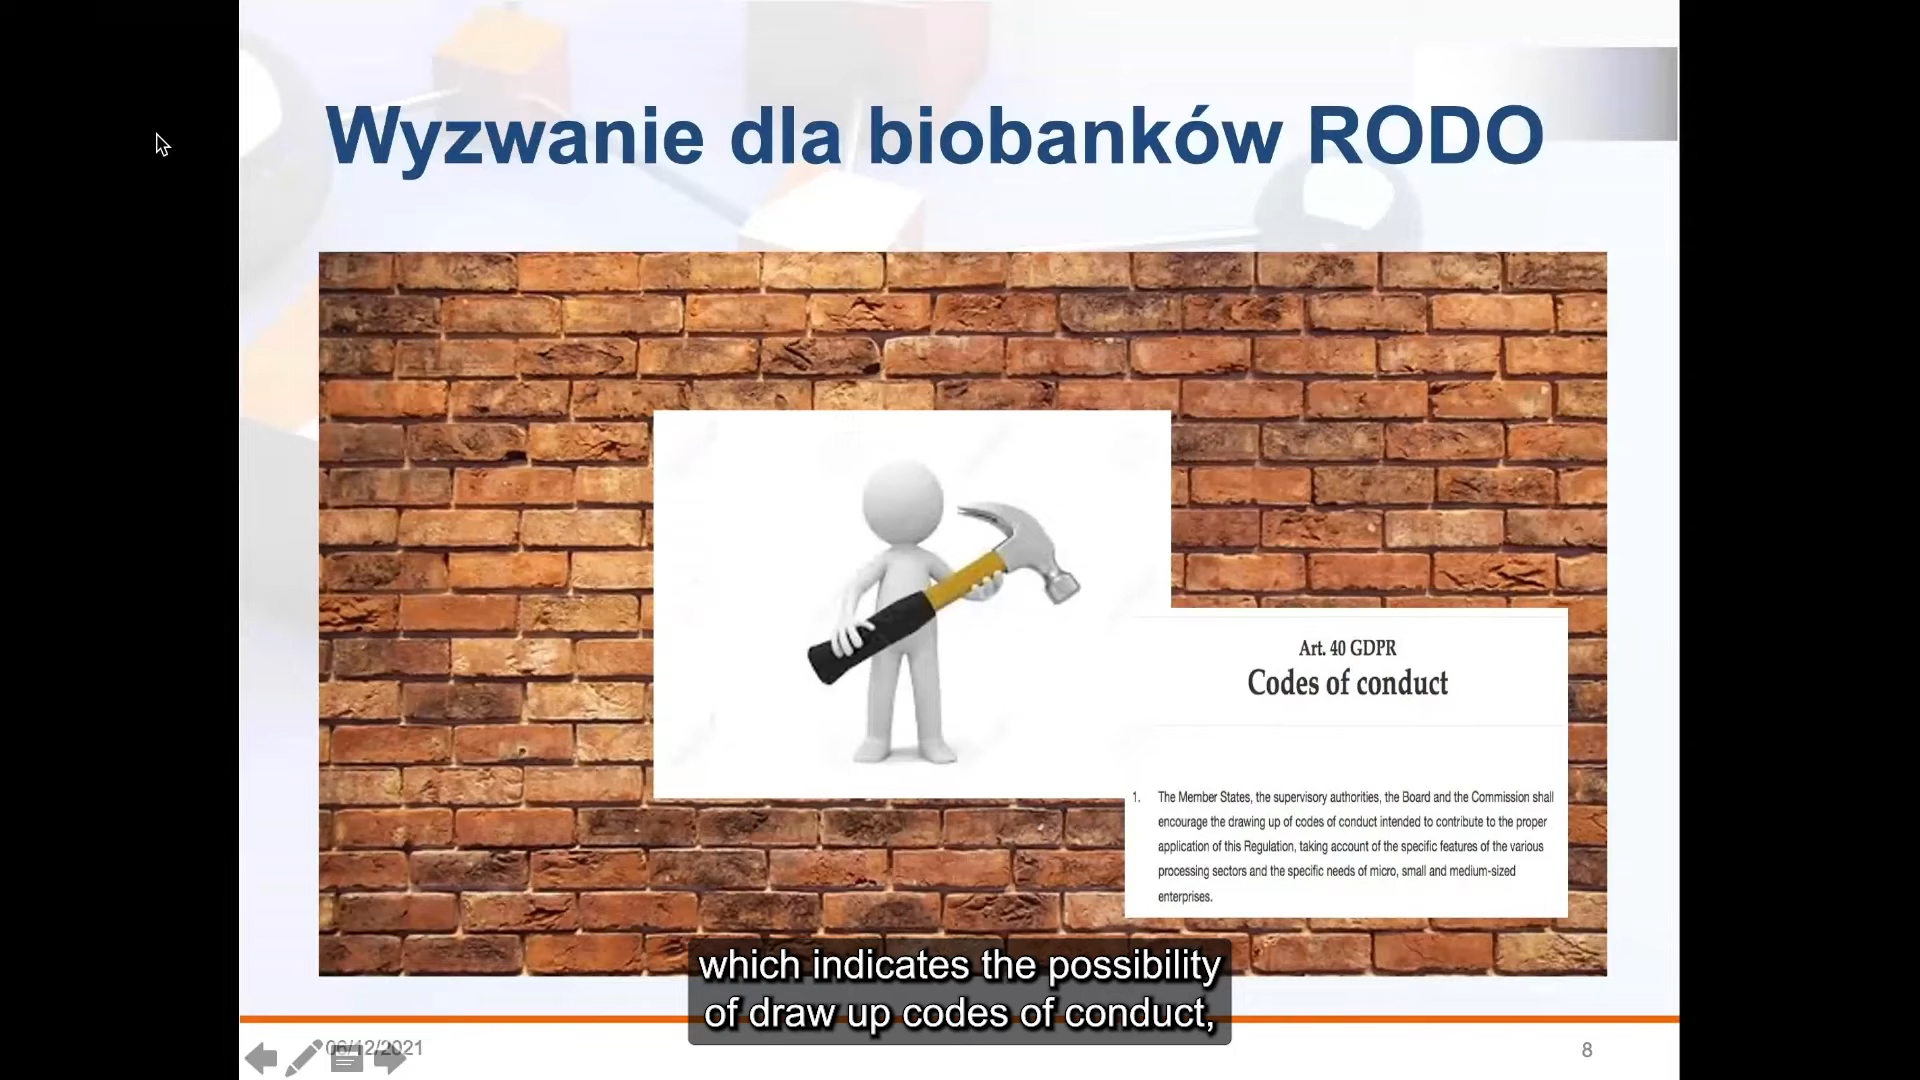 Wyzwanie dla biobanków RODO
Art. 40 GDPR
Codes of conduct
1. The Member States, the supervisory authorities, the Board and the Commission shall
encourage the drawing up of codes of conduct intended to contribute to the proper
application of this Regulation, taking account of the specific features of the various
processing sectors and the specific needs of micro, small and medium-sized
enterprises.
which indicates the possibility
of draw up codes of conduct,
06/12/2021
8